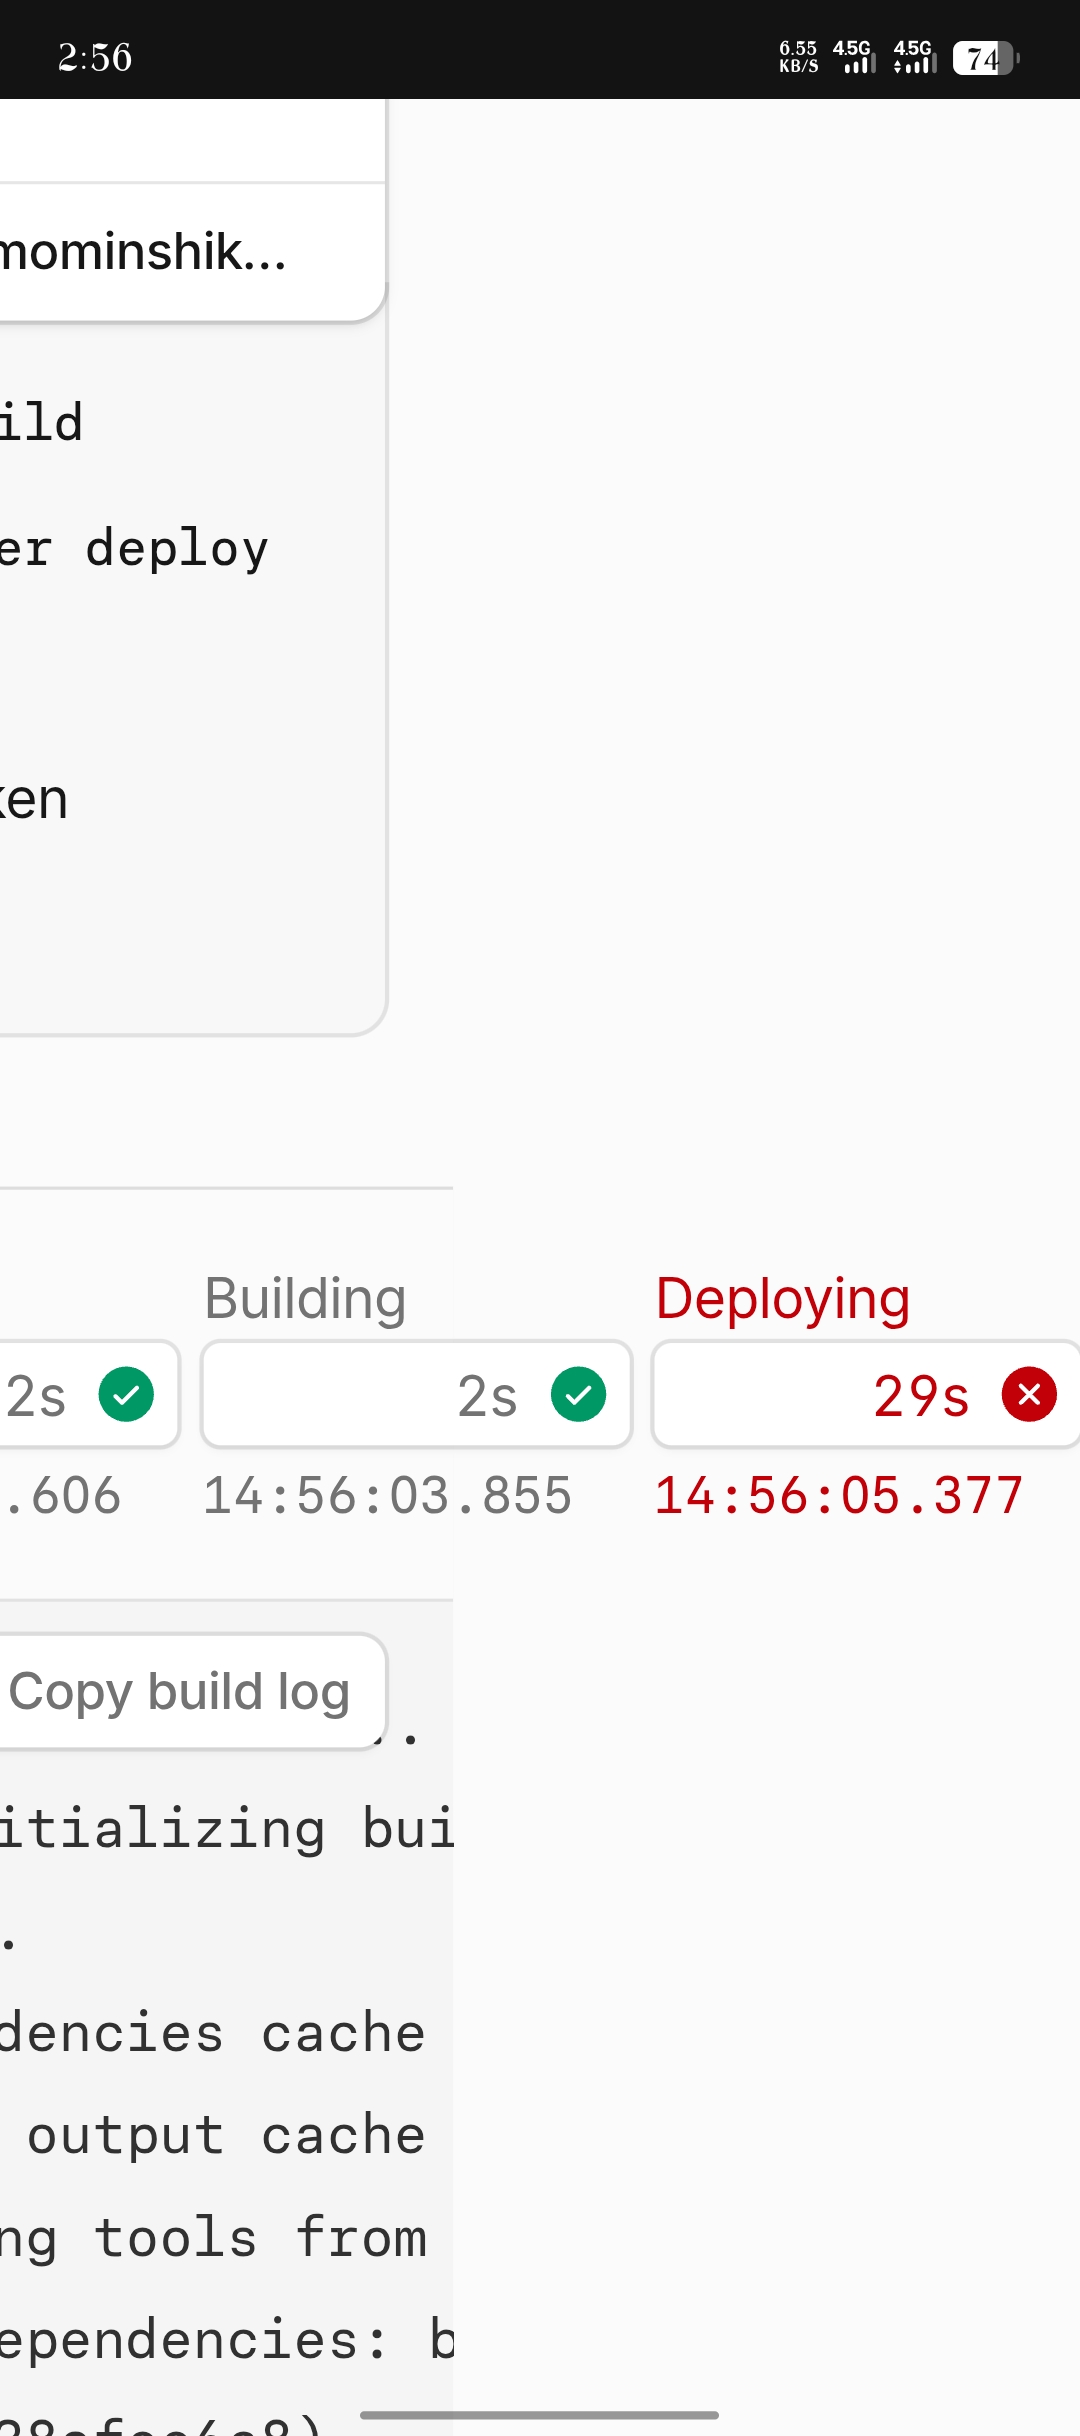 2:56
6.55 KB/S 4.5G 4.5G 74
mominshik...
ild
er deploy
ken
Building
Deploying
2s
2s
29s
.606
14:56:03.855
14:56:05.377
Copy build log
..
itializing bui
.
dencies cache
output cache
ng tools from
ependencies: b